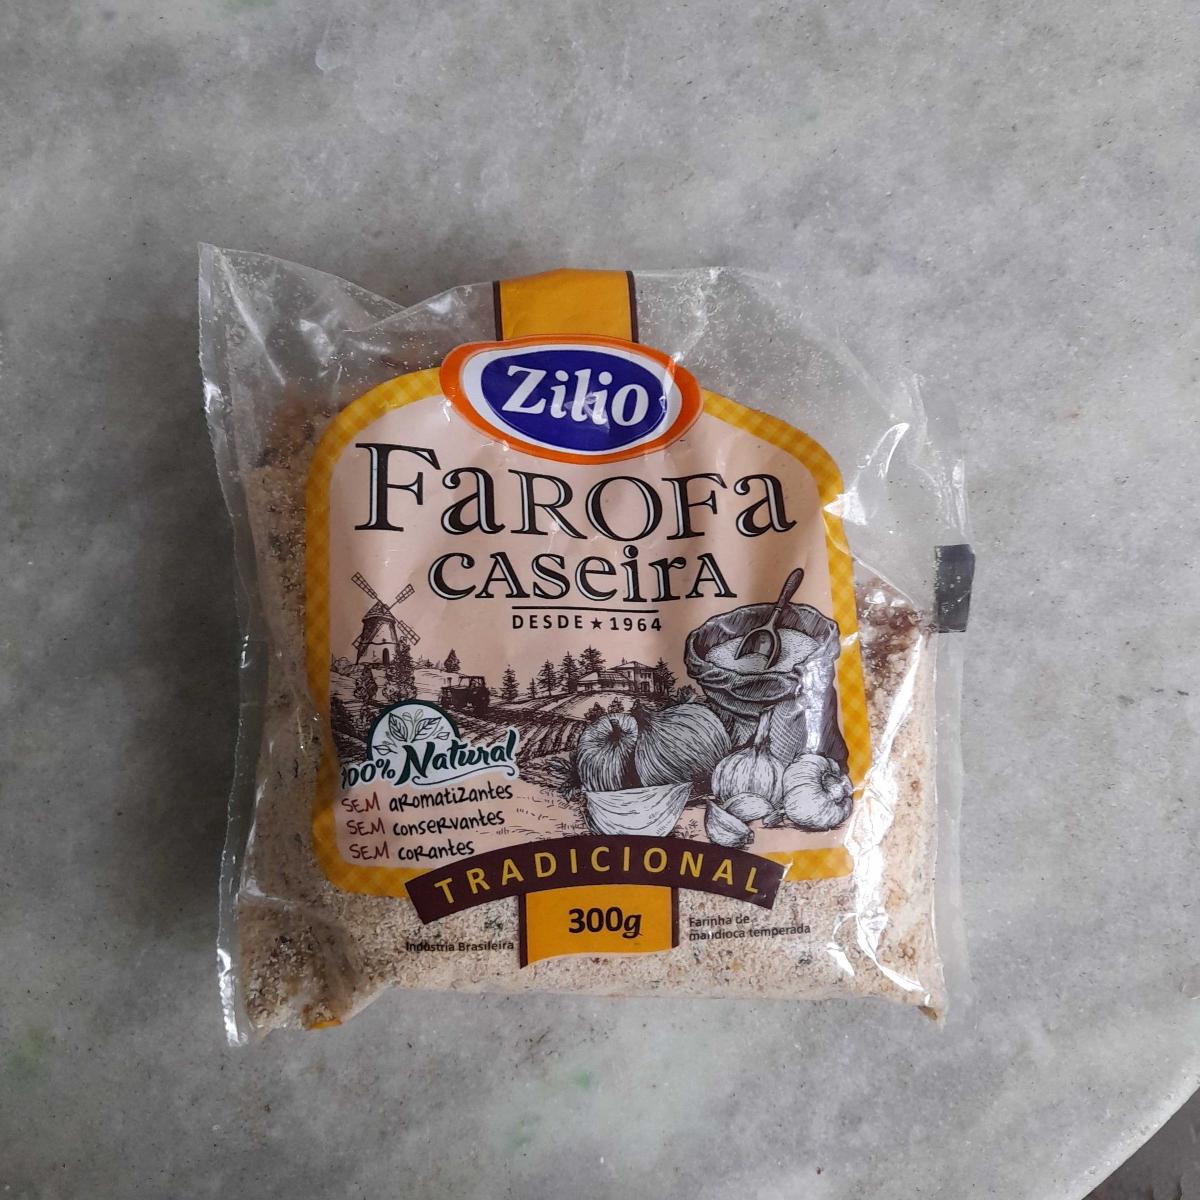 Zilio
FaROFa
CASeirA
DESDE★1964
100% Natural
SEM aROmatizantes
SEM conseRvantes
SEM coRantes
TRADICIONAL
300g
Indústria Brasileira
Farinha de
mandioca temperada